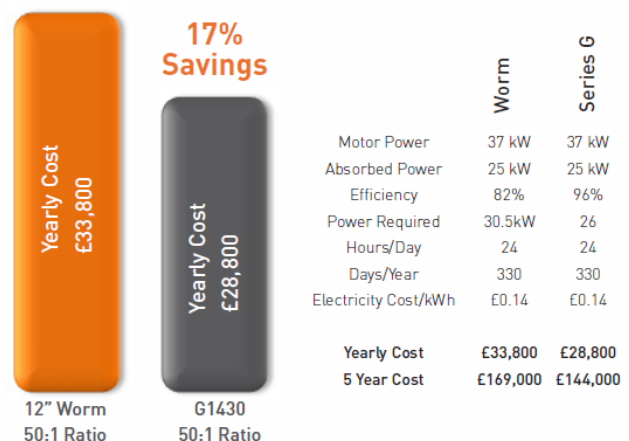 17%
Savings
Yearly Cost
£33,800
Yearly Cost
£28,800
12" Worm
50:1 Ratio
G1430
50:1 Ratio
Worm Series G
Motor Power 37 kW 37 kW
Absorbed Power 25 kW 25 kW
Efficiency 82% 96%
Power Required 30.5kW 26
Hours/Day 24 24
Days/Year 330 330
Electricity Cost/kWh £0.14 £0.14
Yearly Cost £33,800 £28,800
5 Year Cost £169,000 £144,000